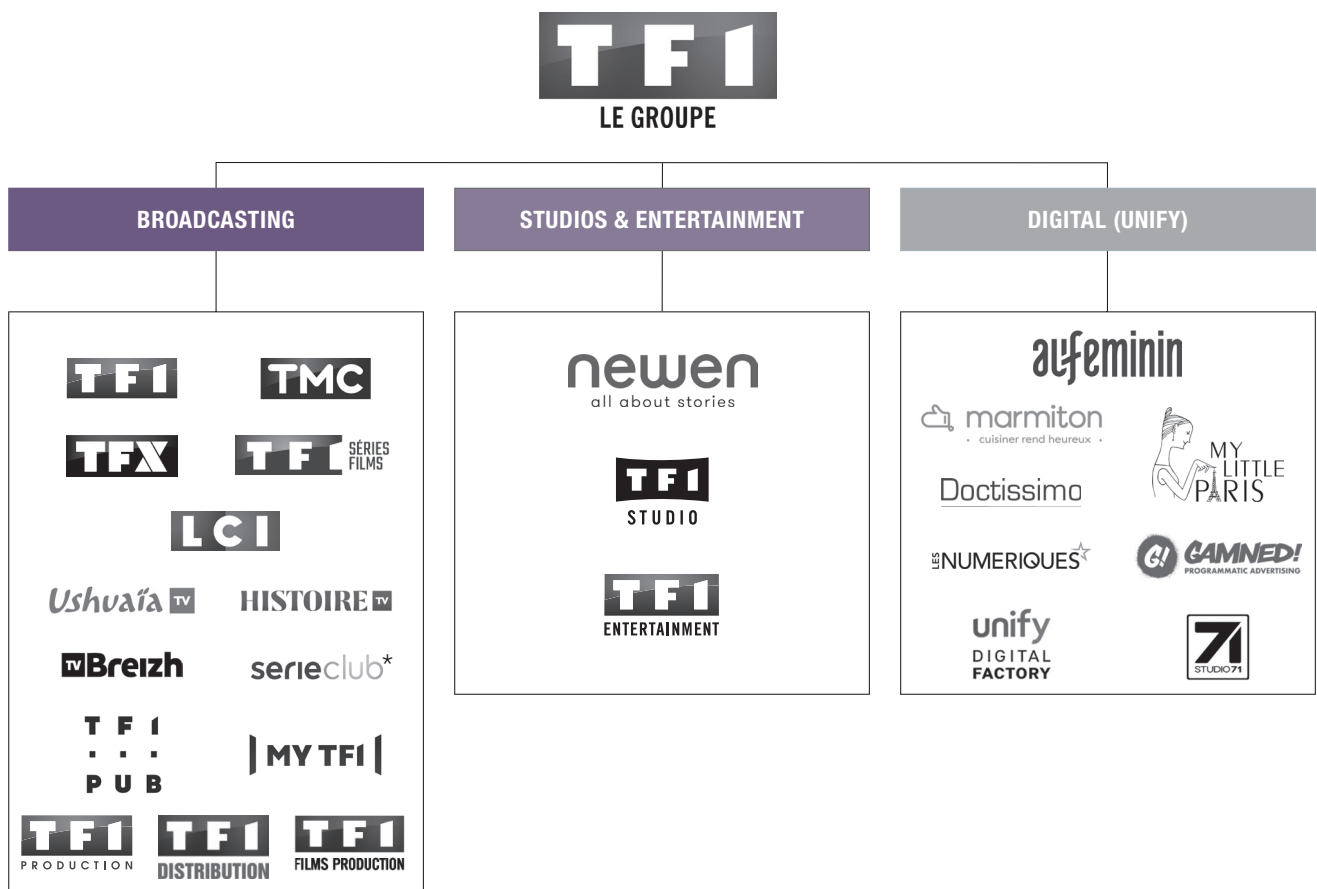 TF1
LE GROUPE
BROADCASTING
STUDIOS & ENTERTAINMENT
DIGITAL (UNIFY)
TF1
TMC
TFX
TF1 SÉRIES
FILMS
LCI
Ushuaïa TV
HISTOIRE TV
TV Breizh
serieclub*
TF1
PUB
MY TF1
TF1
PRODUCTION
TF1
DISTRIBUTION
TF1
FILMS PRODUCTION
newen
all about stories
TF1
STUDIO
TF1
ENTERTAINMENT
aufeminin
marmiton
· cuisiner rend heureux ·
MY
LITTLE
PARIS
Doctissimo
LES NUMERIQUES
G! GAMNED!
PROGRAMMATIC ADVERTISING
unify
DIGITAL
FACTORY
71
STUDIO71